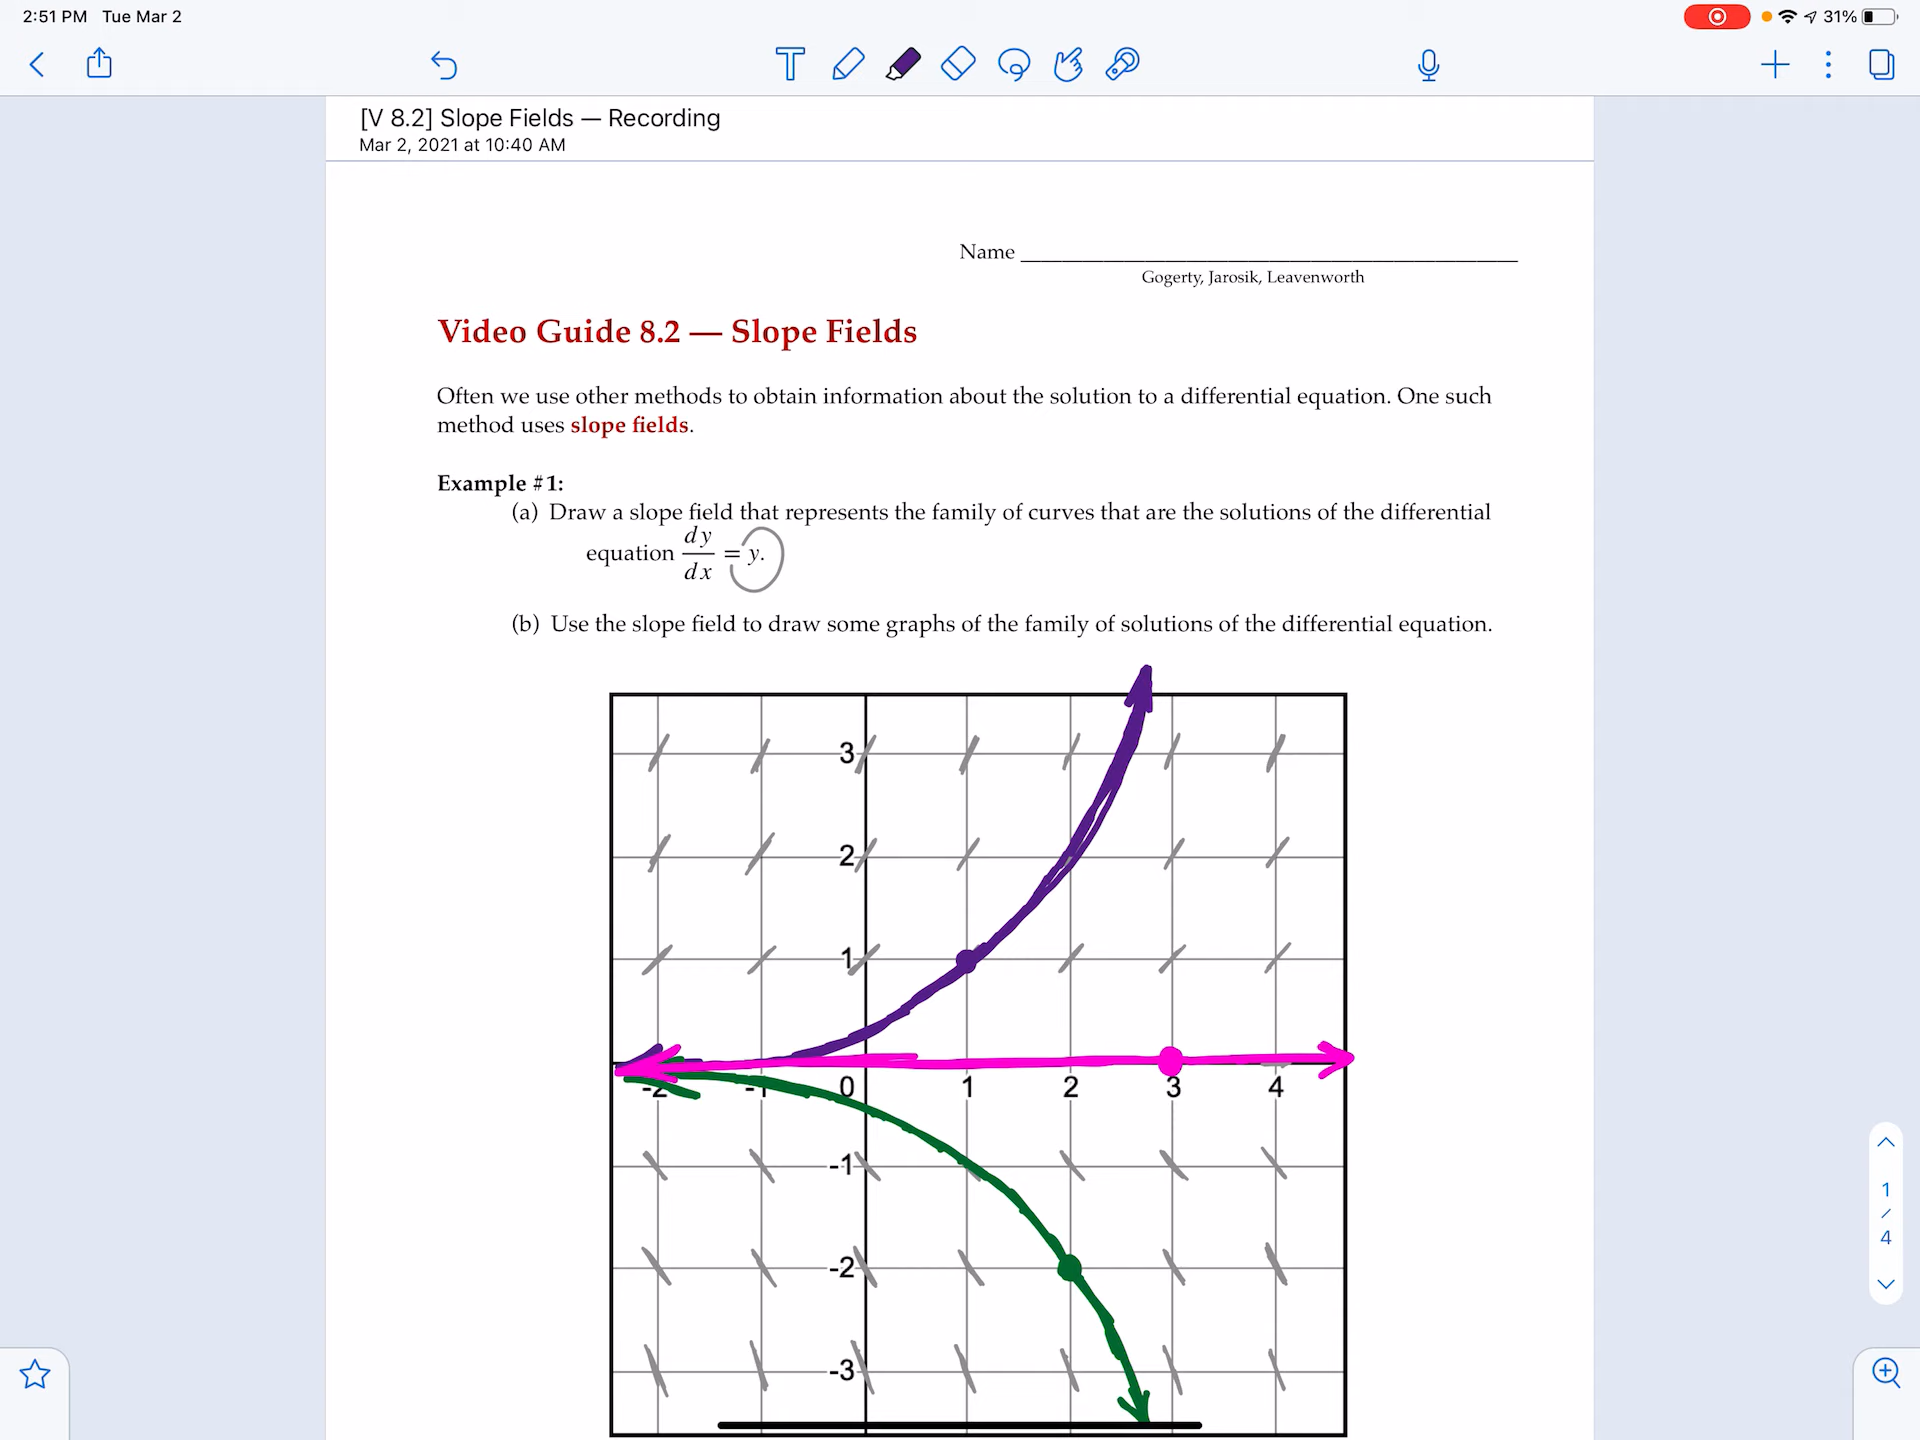 2:51 PM Tue Mar 2
31%
[V 8.2] Slope Fields — Recording
Mar 2, 2021 at 10:40 AM
Name
Gogerty, Jarosik, Leavenworth
Video Guide 8.2 — Slope Fields
Often we use other methods to obtain information about the solution to a differential equation. One such
method uses slope fields.
Example #1:
(a) Draw a slope field that represents the family of curves that are the solutions of the differential
equation dy/dx = y.
(b) Use the slope field to draw some graphs of the family of solutions of the differential equation.
3
2
1
-2 -1 0 1 2 3 4
-1
-2
-3
1
/
4